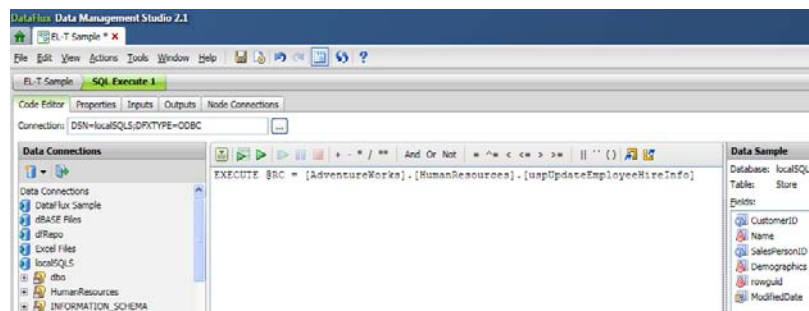 DataFlux Data Management Studio 2.1
EL-T Sample * X
File Edit View Actions Tools Window Help
EL-T Sample SQL Execute 1
Code Editor Properties Inputs Outputs Node Connections
Connection: DSN=localSQLS;DFXTYPE=ODBC ...
Data Connections
+ - * / ** And Or Not = ^= < <= > >= || '' ()
Data Sample
EXECUTE @RC = [AdventureWorks].[HumanResources].[uspUpdateEmployeeHireInfo]
Database: localSQL
Table: Store
Fields:
CustomerID
Name
SalesPersonID
Demographics
rowguid
ModifiedDate
Data Connections
DataFlux Sample
dBASE Files
dfRepo
Excel Files
localSQLS
dbo
HumanResources
INFORMATION_SCHEMA